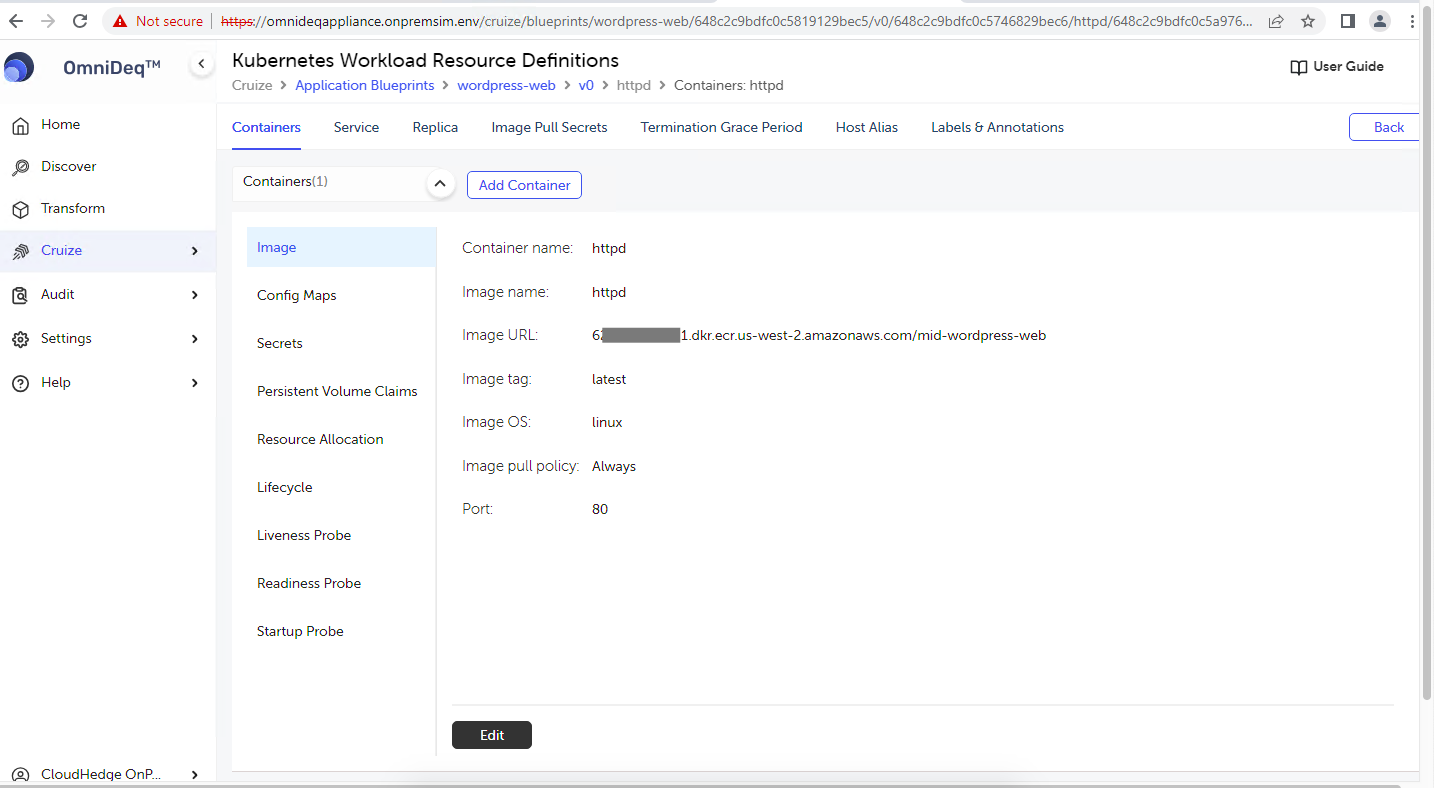 Not secure https://omnideqappliance.onpremsim.env/cruize/blueprints/wordpress-web/648c2c9bdfc0c5819129bec5/v0/648c2c9bdfc0c5746829bec6/httpd/648c2c9bdfc0c5a976...
OmniDeq™
Kubernetes Workload Resource Definitions
Cruize > Application Blueprints > wordpress-web > v0 > httpd > Containers: httpd
User Guide
Home
Discover
Transform
Cruize
Audit
Settings
Help
CloudHedge OnP...
Containers Service Replica Image Pull Secrets Termination Grace Period Host Alias Labels & Annotations
Back
Containers(1)
Add Container
Image
Config Maps
Secrets
Persistent Volume Claims
Resource Allocation
Lifecycle
Liveness Probe
Readiness Probe
Startup Probe
Container name: httpd
Image name: httpd
Image URL: 62 1.dkr.ecr.us-west-2.amazonaws.com/mid-wordpress-web
Image tag: latest
Image OS: linux
Image pull policy: Always
Port: 80
Edit